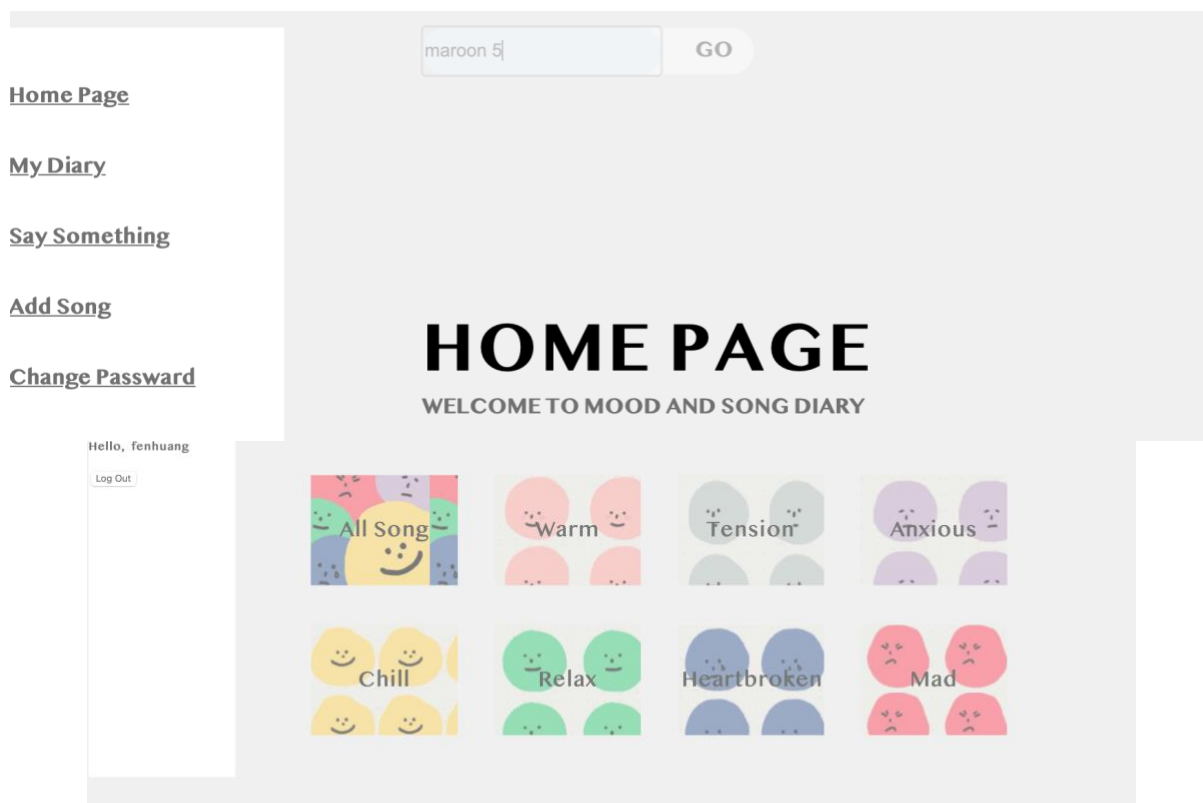 maroon 5
GO
Home Page
My Diary
Say Something
Add Song
Change Passward
HOME PAGE
WELCOME TO MOOD AND SONG DIARY
Hello, fenhuang
Log Out
All Song
Warm
Tension
Anxious
Chill
Relax
Heartbroken
Mad